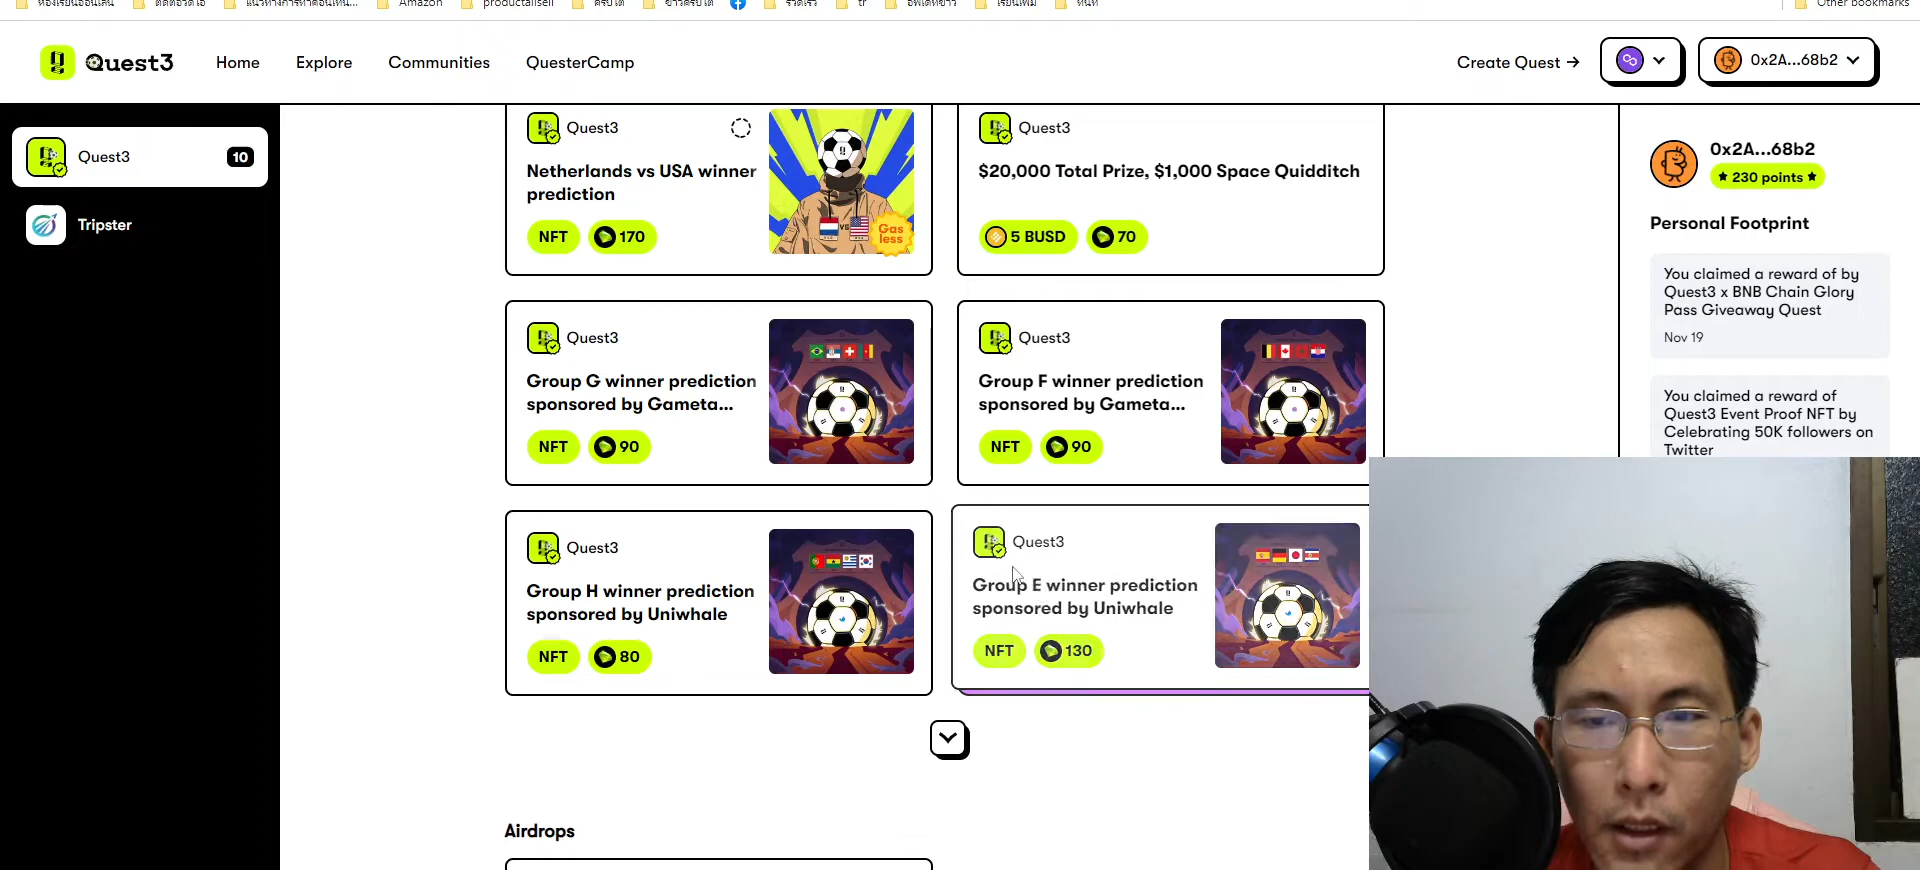 Amazon
productallsell
Other bookmarks
Quest3
Home
Explore
Communities
QuesterCamp
Create Quest →
0x2A...68b2
Quest3
10
Tripster
Quest3
Netherlands vs USA winner
prediction
NFT
170
VS
Gas
less
Quest3
$20,000 Total Prize, $1,000 Space Quidditch
5 BUSD
70
Quest3
Group G winner prediction
sponsored by Gameta...
NFT
90
Quest3
Group F winner prediction
sponsored by Gameta...
NFT
90
Quest3
Group H winner prediction
sponsored by Uniwhale
NFT
80
Quest3
Group E winner prediction
sponsored by Uniwhale
NFT
130
Airdrops
0x2A...68b2
230 points
Personal Footprint
You claimed a reward of by
Quest3 x BNB Chain Glory
Pass Giveaway Quest
Nov 19
You claimed a reward of
Quest3 Event Proof NFT by
Celebrating 50K followers on
Twitter